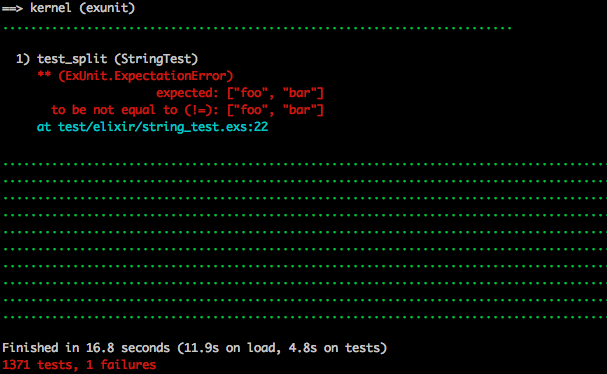 ==> kernel (exunit)
.........................................................................
1) test_split (StringTest)
** (ExUnit.ExpectationError)
expected: ["foo", "bar"]
to be not equal to (!=): ["foo", "bar"]
at test/elixir/string_test.exs:22
.......................................................................................
.......................................................................................
.......................................................................................
.......................................................................................
.......................................................................................
.......................................................................................
.......................................................................................
.......................................................................................
.......................................................................................
.......................................................................................
Finished in 16.8 seconds (11.9s on load, 4.8s on tests)
1371 tests, 1 failures